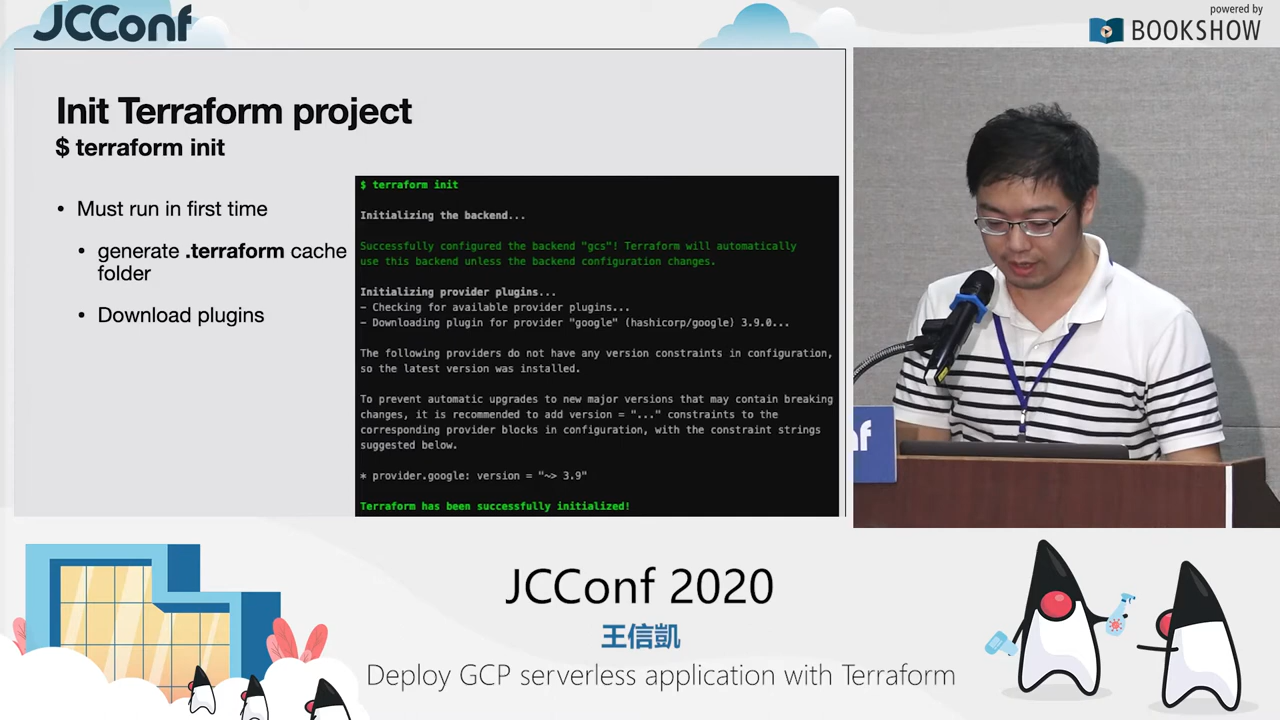 JCConf
powered by
BOOKSHOW
Init Terraform project
$ terraform init
• Must run in first time
• generate .terraform cache
folder
• Download plugins
$ terraform init
Initializing the backend...
Successfully configured the backend "gcs"! Terraform will automatically
use this backend unless the backend configuration changes.
Initializing provider plugins...
- Checking for available provider plugins...
- Downloading plugin for provider "google" (hashicorp/google) 3.9.0...
The following providers do not have any version constraints in configuration,
so the latest version was installed.
To prevent automatic upgrades to new major versions that may contain breaking
changes, it is recommended to add version = "..." constraints to the
corresponding provider blocks in configuration, with the constraint strings
suggested below.
* provider.google: version = "~> 3.9"
Terraform has been successfully initialized!
nf
JCConf 2020
王信凱
Deploy GCP serverless application with Terraform